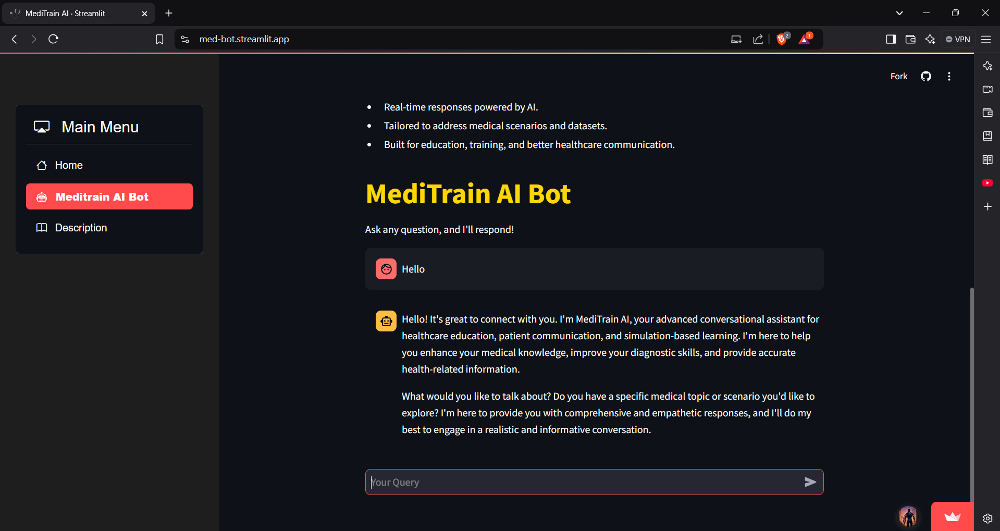 MediTrain AI · Streamlit
med-bot.streamlit.app
2
1
VPN
Fork
Main Menu
Home
Meditrain AI Bot
Description
Real-time responses powered by AI.
Tailored to address medical scenarios and datasets.
Built for education, training, and better healthcare communication.
MediTrain AI Bot
Ask any question, and I’ll respond!
Hello
Hello! It's great to connect with you. I'm MediTrain AI, your advanced conversational assistant for
healthcare education, patient communication, and simulation-based learning. I'm here to help
you enhance your medical knowledge, improve your diagnostic skills, and provide accurate
health-related information.
What would you like to talk about? Do you have a specific medical topic or scenario you'd like to
explore? I'm here to provide you with comprehensive and empathetic responses, and I'll do my
best to engage in a realistic and informative conversation.
Your Query